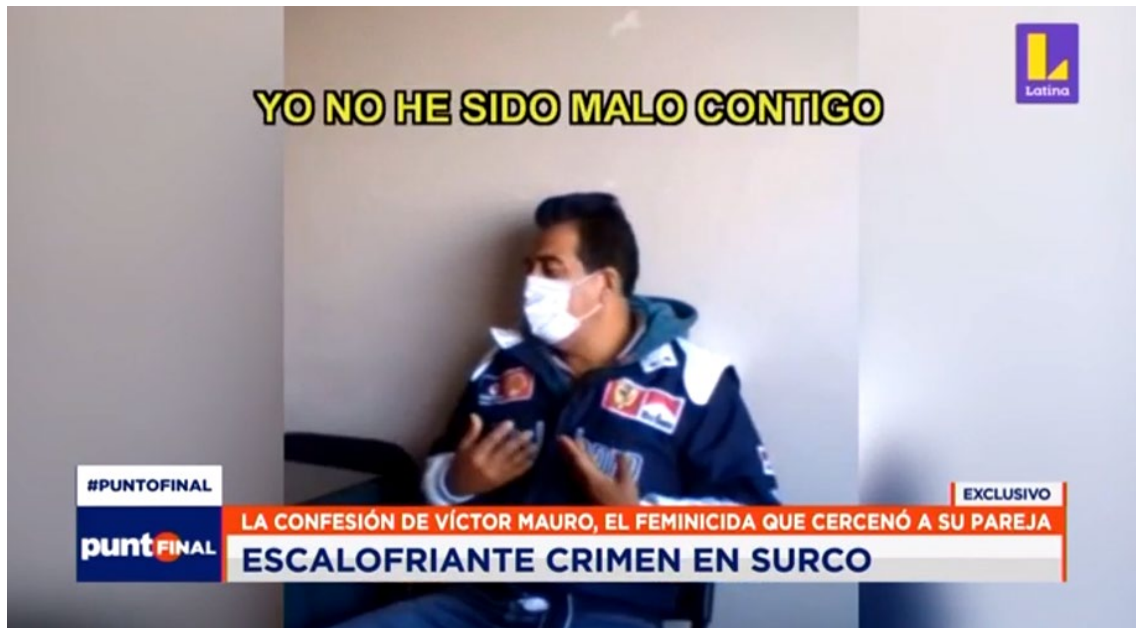 YO NO HE SIDO MALO CONTIGO
Latina
#PUNTOFINAL
EXCLUSIVO
LA CONFESIÓN DE VÍCTOR MAURO, EL FEMINICIDA QUE CERCENÓ A SU PAREJA
puntFINAL
ESCALOFRIANTE CRIMEN EN SURCO